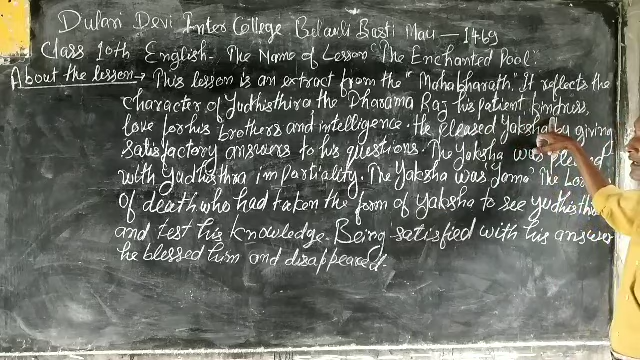 Dulari Devi Inter College Belauli Basti Mau — 1469
Class 10th English - The Name of Lesson "The Enchanted Pool:
About the lesson → This lesson is an extract from the "Mahabharath." It reflects the
character of Yudhisthira the Dharama Raj his patient kindness,
love for his brothers and intelligence. He pleased Yaksha by giving
satisfactory answers to his questions. The Yaksha was
with Yudhisthra impartiality. The Yaksha was Yama "The
of death who had taken the form of Yaksha to see
and test his knowledge. Being satisfied with his answer
he blessed him and disappeared.